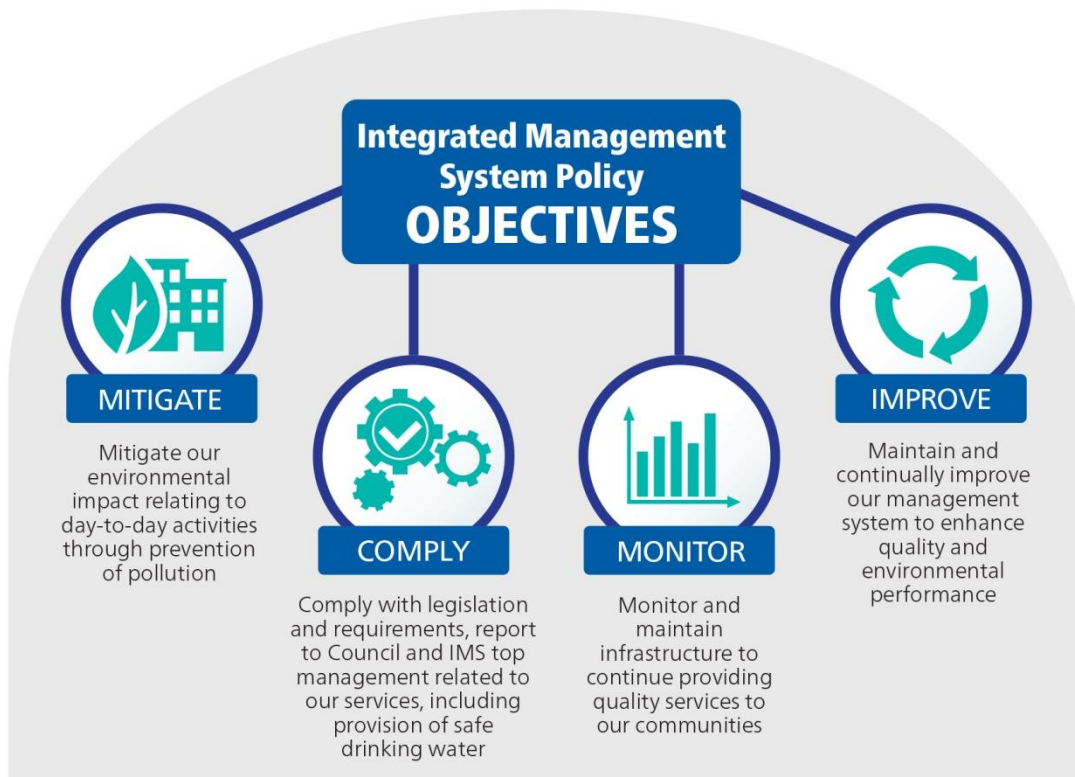 Integrated Management
System Policy
OBJECTIVES
MITIGATE
Mitigate our
environmental
impact relating to
day-to-day activities
through prevention
of pollution
COMPLY
Comply with legislation
and requirements, report
to Council and IMS top
management related to
our services, including
provision of safe
drinking water
MONITOR
Monitor and
maintain
infrastructure to
continue providing
quality services to
our communities
IMPROVE
Maintain and
continually improve
our management
system to enhance
quality and
environmental
performance